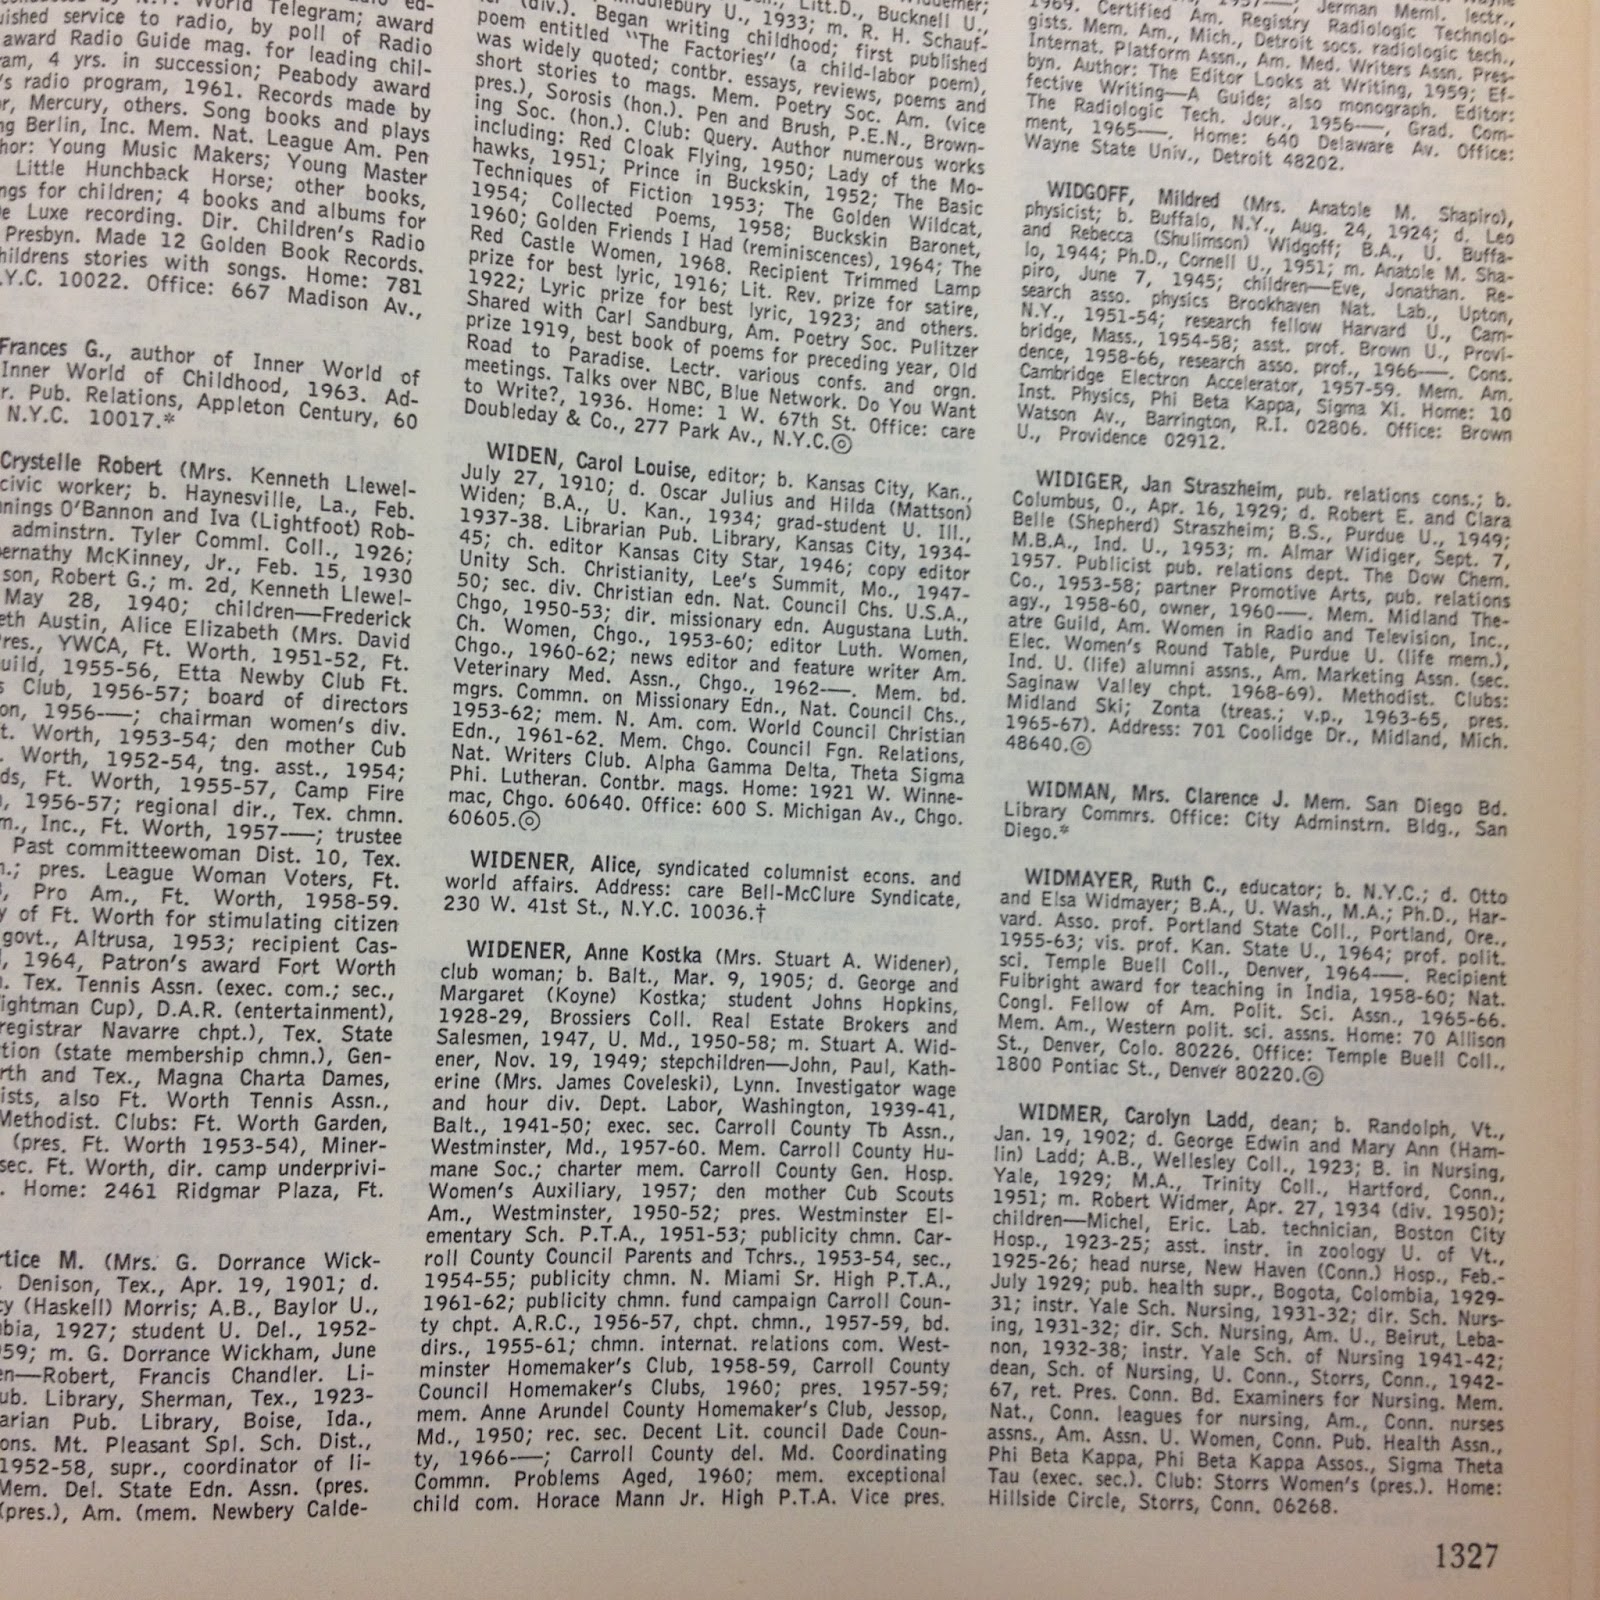 World Telegram; award
uished service to radio, by poll of Radio
award Radio Guide mag. for leading chil-
ram, 4 yrs. in succession; Peabody award
's radio program, 1961. Records made by
r, Mercury, others. Song books and plays
ng Berlin, Inc. Mem. Nat. League Am. Pen
hor: Young Music Makers; Young Master
Little Hunchback Horse; other books,
ngs for children; 4 books and albums for
e Luxe recording. Dir. Children's Radio
Presbyn. Made 12 Golden Book Records.
hildrens stories with songs. Home: 781
.Y.C. 10022. Office: 667 Madison Av.,
Frances G., author of Inner World of
Inner World of Childhood, 1963. Ad-
r. Pub. Relations, Appleton Century, 60
N.Y.C. 10017.*
Crystelle Robert (Mrs. Kenneth Llewel-
civic worker; b. Haynesville, La., Feb.
nnings O'Bannon and Iva (Lightfoot) Rob-
adminstrn. Tyler Comml. Coll., 1926;
ernathy McKinney, Jr., Feb. 15, 1930
son, Robert G.; m. 2d, Kenneth Llewel-
May 28, 1940; children—Frederick
eth Austin, Alice Elizabeth (Mrs. David
res., YWCA, Ft. Worth, 1951-52, Ft.
uild, 1955-56, Etta Newby Club Ft.
s Club, 1956-57; board of directors
on, 1956-—; chairman women's div.
t. Worth, 1953-54; den mother Cub
. Worth, 1952-54, tng. asst., 1954;
ds, Ft. Worth, 1955-57, Camp Fire
, 1956-57; regional dir., Tex. chmn.
m., Inc., Ft. Worth, 1957-—; trustee
Past committeewoman Dist. 10, Tex.
n.; pres. League Woman Voters, Ft.
, Pro Am., Ft. Worth, 1958-59.
y of Ft. Worth for stimulating citizen
govt., Altrusa, 1953; recipient Cas-
, 1964, Patron's award Fort Worth
. Tex. Tennis Assn. (exec. com.; sec.,
ightman Cup), D.A.R. (entertainment),
registrar Navarre chpt.), Tex. State
tion (state membership chmn.), Gen-
rth and Tex., Magna Charta Dames,
ists, also Ft. Worth Tennis Assn.,
Methodist. Clubs: Ft. Worth Garden,
(pres. Ft. Worth 1953-54), Miner-
sec. Ft. Worth, dir. camp underprivi-
. Home: 2461 Ridgmar Plaza, Ft.
rtice M. (Mrs. G. Dorrance Wick-
. Denison, Tex., Apr. 19, 1901; d.
cy (Haskell) Morris; A.B., Baylor U.,
bia, 1927; student U. Del., 1952-
59; m. G. Dorrance Wickham, June
en—Robert, Francis Chandler. Li-
ub. Library, Sherman, Tex., 1923-
arian Pub. Library, Boise, Ida.,
ons. Mt. Pleasant Spl. Sch. Dist.,
1952-58, supr., coordinator of li-
Mem. Del. State Edn. Assn. (pres.
(pres.), Am. (mem. Newbery Calde-
Litt.D., Bucknell U.,
(div.). Began writing childhood; first published
poem entitled "The Factories" (a child-labor poem),
was widely quoted; contbr. essays, reviews, poems and
short stories to mags. Mem. Poetry Soc. Am. (vice
pres.), Sorosis (hon.). Pen and Brush, P.E.N., Brown-
ing Soc. (hon.). Club: Query. Author numerous works
including: Red Cloak Flying, 1950; Lady of the Mo-
hawks, 1951; Prince in Buckskin, 1952; The Basic
Techniques of Fiction 1953; The Golden Wildcat,
1954; Collected Poems, 1958; Buckskin Baronet,
1960; Golden Friends I Had (reminiscences), 1964; The
Red Castle Women, 1968. Recipient Trimmed Lamp
prize for best lyric, 1916; Lit. Rev. prize for satire,
1922; Lyric prize for best lyric, 1923; and others.
Shared with Carl Sandburg, Am. Poetry Soc. Pulitzer
prize 1919, best book of poems for preceding year, Old
Road to Paradise. Lectr. various confs. and orgn.
meetings. Talks over NBC, Blue Network. Do You Want
to Write?, 1936. Home: 1 W. 67th St. Office: care
Doubleday & Co., 277 Park Av., N.Y.C.◎
WIDEN, Carol Louise, editor; b. Kansas City, Kan.,
July 27, 1910; d. Oscar Julius and Hilda (Mattson)
Widen; B.A., U. Kan., 1934; grad-student U. Ill.,
1937-38. Librarian Pub. Library, Kansas City, 1934-
45; ch. editor Kansas City Star, 1946; copy editor
Unity Sch. Christianity, Lee's Summit, Mo., 1947-
50; sec. div. Christian edn. Nat. Council Chs. U.S.A.,
Chgo, 1950-53; dir. missionary edn. Augustana Luth.
Ch. Women, Chgo., 1953-60; editor Luth. Women,
Chgo., 1960-62; news editor and feature writer Am.
Veterinary Med. Assn., Chgo., 1962-—. Mem. bd.
mgrs. Commn. on Missionary Edn., Nat. Council Chs.,
1953-62; mem. N. Am. com. World Council Christian
Edn., 1961-62. Mem. Chgo. Council Fgn. Relations,
Nat. Writers Club. Alpha Gamma Delta, Theta Sigma
Phi. Lutheran. Contbr. mags. Home: 1921 W. Winne-
mac, Chgo. 60640. Office: 600 S. Michigan Av., Chgo.
60605.◎
WIDENER, Alice, syndicated columnist econs. and
world affairs. Address: care Bell-McClure Syndicate,
230 W. 41st St., N.Y.C. 10036.†
WIDENER, Anne Kostka (Mrs. Stuart A. Widener),
club woman; b. Balt., Mar. 9, 1905; d. George and
Margaret (Koyne) Kostka; student Johns Hopkins,
1928-29, Brossiers Coll. Real Estate Brokers and
Salesmen, 1947, U. Md., 1950-58; m. Stuart A. Wid-
ener, Nov. 19, 1949; stepchildren—John, Paul, Kath-
erine (Mrs. James Coveleski), Lynn. Investigator wage
and hour div. Dept. Labor, Washington, 1939-41,
Balt., 1941-50; exec. sec. Carroll County Tb Assn.,
Westminster, Md., 1957-60. Mem. Carroll County Hu-
mane Soc.; charter mem. Carroll County Gen. Hosp.
Women's Auxiliary, 1957; den mother Cub Scouts
Am., Westminster, 1950-52; pres. Westminster El-
ementary Sch. P.T.A., 1951-53; publicity chmn. Car-
roll County Council Parents and Tchrs., 1953-54, sec.,
1954-55; publicity chmn. N. Miami Sr. High P.T.A.,
1961-62; publicity chmn. fund campaign Carroll Coun-
ty chpt. A.R.C., 1956-57, chpt. chmn., 1957-59, bd.
dirs., 1955-61; chmn. internat. relations com. West-
minster Homemaker's Club, 1958-59, Carroll County
Council Homemaker's Clubs, 1960; pres. 1957-59;
mem. Anne Arundel County Homemaker's Club, Jessop,
Md., 1950; rec. sec. Decent Lit. council Dade Coun-
ty, 1966-—; Carroll County del. Md. Coordinating
Commn. Problems Aged, 1960; mem. exceptional
child com. Horace Mann Jr. High P.T.A. Vice pres.
1969. Certified Am. Registry Radiologic Technolo-
gists. Mem. Am., Mich., Detroit socs. radiologic tech.,
Internat. Platform Assn., Am. Med. Writers Assn. Pres-
byn. Author: The Editor Looks at Writing, 1959; Ef-
fective Writing—A Guide; also monograph. Editor:
The Radiologic Tech. Jour., 1956-—, Grad. Com-
ment, 1965-—. Home: 640 Delaware Av. Office:
Wayne State Univ., Detroit 48202.
WIDGOFF, Mildred (Mrs. Anatole M. Shapiro),
physicist; b. Buffalo, N.Y., Aug. 24, 1924; d. Leo
and Rebecca (Shulimson) Widgoff; B.A., U. Buffa-
lo, 1944; Ph.D., Cornell U., 1951; m. Anatole M. Sha-
piro, June 7, 1945; children—Eve, Jonathan. Re-
search asso. physics Brookhaven Nat. Lab., Upton,
N.Y., 1951-54; research fellow Harvard U., Cam-
bridge, Mass., 1954-58; asst. prof. Brown U., Provi-
dence, 1958-66, research asso. prof., 1966-—. Cons.
Cambridge Electron Accelerator, 1957-59. Mem. Am.
Inst. Physics, Phi Beta Kappa, Sigma Xi. Home: 10
Watson Av., Barrington, R.I. 02806. Office: Brown
U., Providence 02912.
WIDIGER, Jan Straszheim, pub. relations cons.; b.
Columbus, O., Apr. 16, 1929; d. Robert E. and Clara
Belle (Shepherd) Straszheim; B.S., Purdue U., 1949;
M.B.A., Ind. U., 1953; m. Almar Widiger, Sept. 7,
1957. Publicist pub. relations dept. The Dow Chem.
Co., 1953-58; partner Promotive Arts, pub. relations
agy., 1958-60, owner, 1960-—. Mem. Midland The-
atre Guild, Am. Women in Radio and Television, Inc.,
Elec. Women's Round Table, Purdue U. (life mem.),
Ind. U. (life) alumni assns., Am. Marketing Assn. (sec.
Saginaw Valley chpt. 1968-69). Methodist. Clubs:
Midland Ski; Zonta (treas.; v.p., 1963-65, pres.
1965-67). Address: 701 Coolidge Dr., Midland, Mich.
48640.◎
WIDMAN, Mrs. Clarence J. Mem. San Diego Bd.
Library Commrs. Office: City Adminstrn. Bldg., San
Diego.*
WIDMAYER, Ruth C., educator; b. N.Y.C.; d. Otto
and Elsa Widmayer; B.A., U. Wash., M.A.; Ph.D., Har-
vard. Asso. prof. Portland State Coll., Portland, Ore.,
1955-63; vis. prof. Kan. State U., 1964; prof. polit.
sci. Temple Buell Coll., Denver, 1964-—. Recipient
Fulbright award for teaching in India, 1958-60; Nat.
Congl. Fellow of Am. Polit. Sci. Assn., 1965-66.
Mem. Am., Western polit. sci. assns. Home: 70 Allison
St., Denver, Colo. 80226. Office: Temple Buell Coll.,
1800 Pontiac St., Denver 80220.◎
WIDMER, Carolyn Ladd, dean; b. Randolph, Vt.,
Jan. 19, 1902; d. George Edwin and Mary Ann (Ham-
lin) Ladd; A.B., Wellesley Coll., 1923; B. in Nursing,
Yale, 1929; M.A., Trinity Coll., Hartford, Conn.,
1951; m. Robert Widmer, Apr. 27, 1934 (div. 1950);
children—Michel, Eric. Lab. technician, Boston City
Hosp., 1923-25; asst. instr. in zoology U. of Vt.,
1925-26; head nurse, New Haven (Conn.) Hosp., Feb.-
July 1929; pub. health supr., Bogota, Colombia, 1929-
31; instr. Yale Sch. Nursing, 1931-32; dir. Sch. Nurs-
ing, 1931-32; dir. Sch. Nursing, Am. U., Beirut, Leba-
non, 1932-38; instr. Yale Sch. of Nursing 1941-42;
dean, Sch. of Nursing, U. Conn., Storrs, Conn., 1942-
67, ret. Pres. Conn. Bd. Examiners for Nursing. Mem.
Nat., Conn. leagues for nursing, Am., Conn. nurses
assns., Am. Assn. U. Women, Conn. Pub. Health Assn.,
Phi Beta Kappa, Phi Beta Kappa Assos., Sigma Theta
Tau (exec. sec.). Club: Storrs Women's (pres.). Home:
Hillside Circle, Storrs, Conn. 06268.
1327